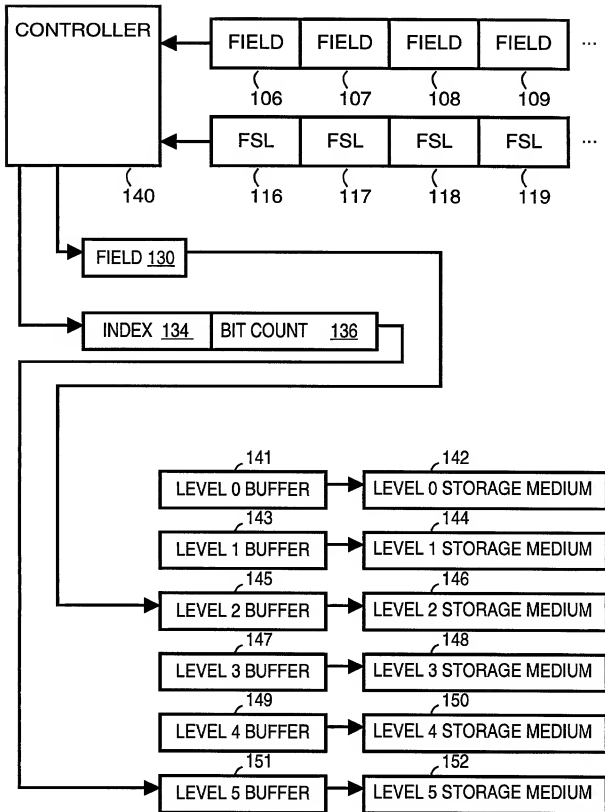 CONTROLLER
FIELD FIELD FIELD FIELD ...
106 107 108 109
FSL FSL FSL FSL ...
140 116 117 118 119
FIELD 130
INDEX 134 BIT COUNT 136
141 142
LEVEL 0 BUFFER LEVEL 0 STORAGE MEDIUM
143 144
LEVEL 1 BUFFER LEVEL 1 STORAGE MEDIUM
145 146
LEVEL 2 BUFFER LEVEL 2 STORAGE MEDIUM
147 148
LEVEL 3 BUFFER LEVEL 3 STORAGE MEDIUM
149 150
LEVEL 4 BUFFER LEVEL 4 STORAGE MEDIUM
151 152
LEVEL 5 BUFFER LEVEL 5 STORAGE MEDIUM